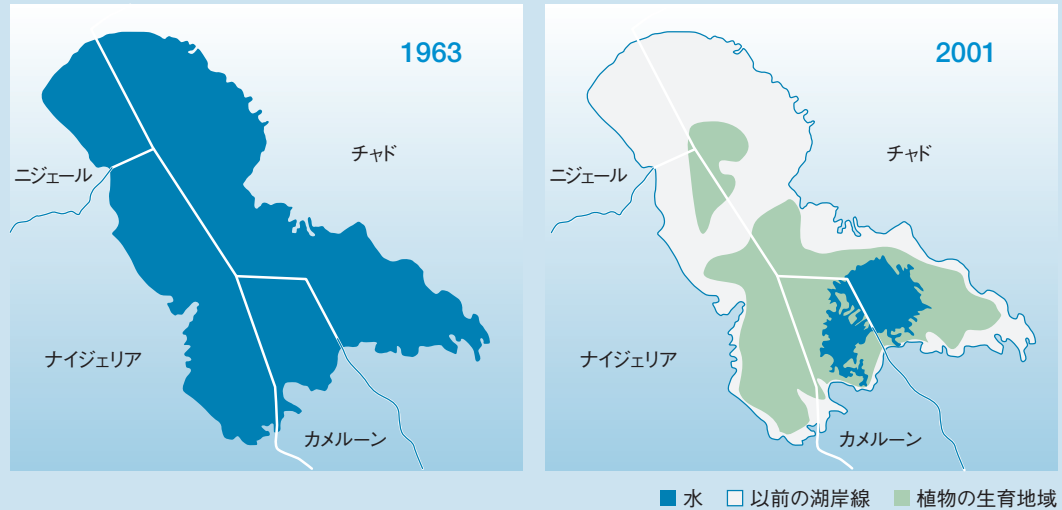 1963
チャド
ニジェール
ナイジェリア
カメルーン
2001
チャド
ニジェール
ナイジェリア
カメルーン
水 以前の湖岸線 植物の生育地域